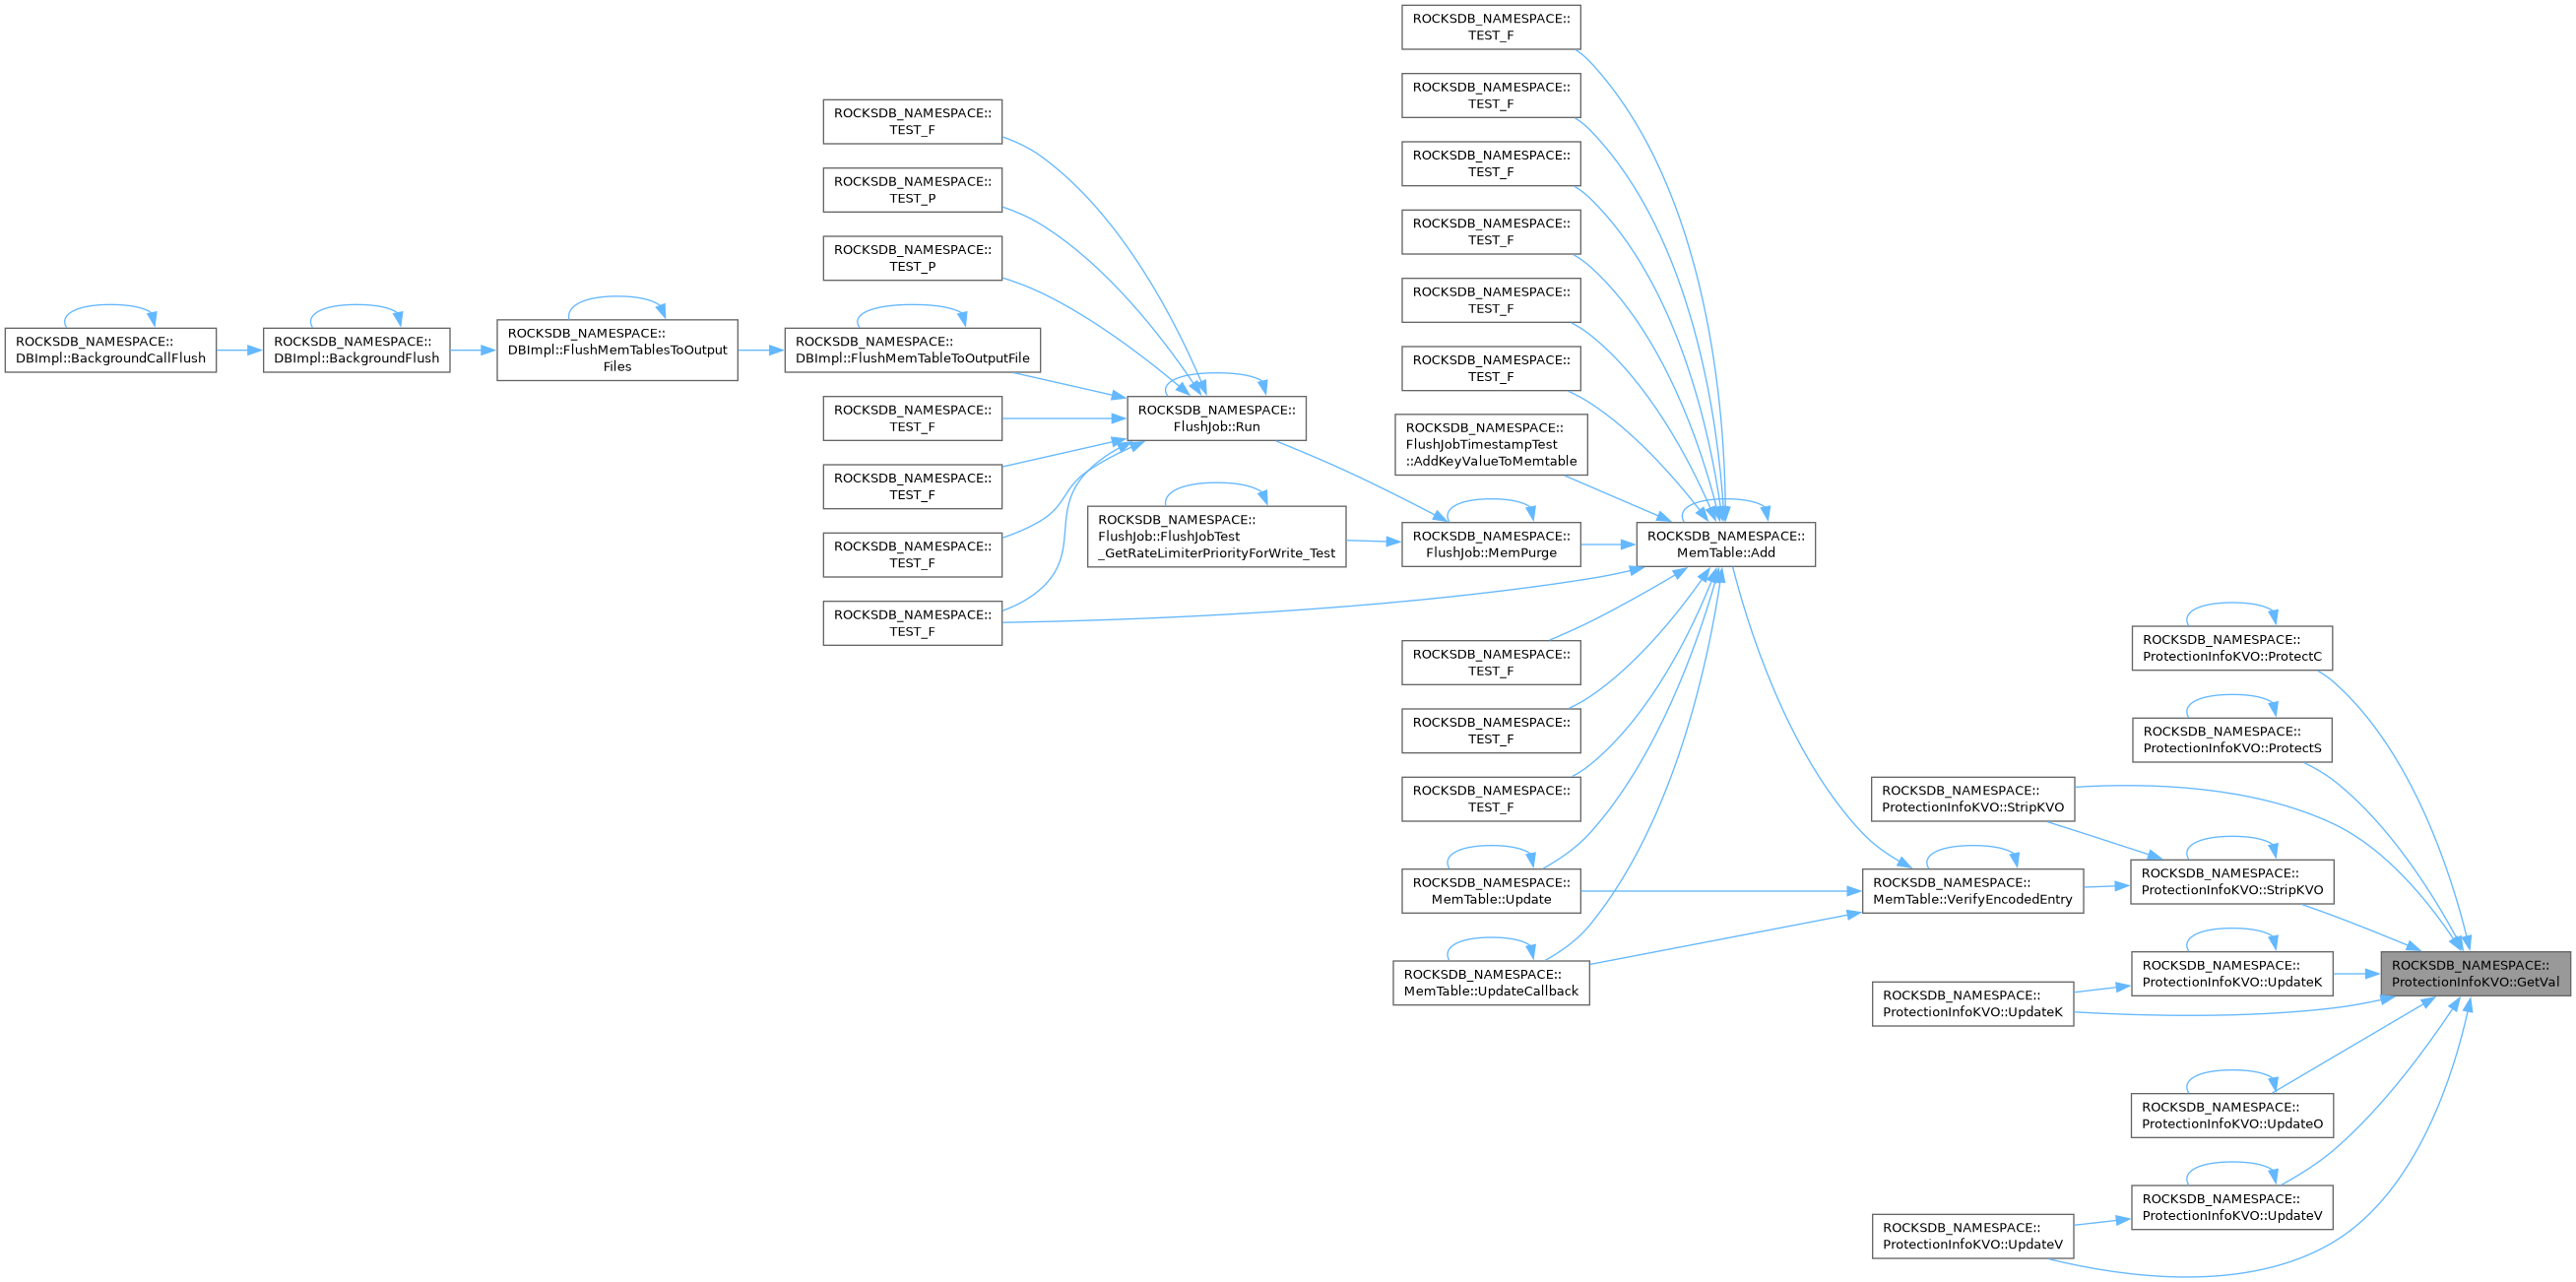 ROCKSDB_NAMESPACE::
TEST_F
ROCKSDB_NAMESPACE::
TEST_F
ROCKSDB_NAMESPACE::
TEST_F
ROCKSDB_NAMESPACE::
TEST_F
ROCKSDB_NAMESPACE::
TEST_F
ROCKSDB_NAMESPACE::
TEST_F
ROCKSDB_NAMESPACE::
FlushJobTimestampTest
::AddKeyValueToMemtable
ROCKSDB_NAMESPACE::
TEST_F
ROCKSDB_NAMESPACE::
TEST_P
ROCKSDB_NAMESPACE::
TEST_P
ROCKSDB_NAMESPACE::
DBImpl::BackgroundCallFlush
ROCKSDB_NAMESPACE::
DBImpl::BackgroundFlush
ROCKSDB_NAMESPACE::
DBImpl::FlushMemTablesToOutput
Files
ROCKSDB_NAMESPACE::
DBImpl::FlushMemTableToOutputFile
ROCKSDB_NAMESPACE::
TEST_F
ROCKSDB_NAMESPACE::
TEST_F
ROCKSDB_NAMESPACE::
TEST_F
ROCKSDB_NAMESPACE::
TEST_F
ROCKSDB_NAMESPACE::
FlushJob::Run
ROCKSDB_NAMESPACE::
FlushJob::FlushJobTest
_GetRateLimiterPriorityForWrite_Test
ROCKSDB_NAMESPACE::
FlushJob::MemPurge
ROCKSDB_NAMESPACE::
MemTable::Add
ROCKSDB_NAMESPACE::
TEST_F
ROCKSDB_NAMESPACE::
TEST_F
ROCKSDB_NAMESPACE::
TEST_F
ROCKSDB_NAMESPACE::
MemTable::Update
ROCKSDB_NAMESPACE::
MemTable::UpdateCallback
ROCKSDB_NAMESPACE::
ProtectionInfoKVO::StripKVO
ROCKSDB_NAMESPACE::
MemTable::VerifyEncodedEntry
ROCKSDB_NAMESPACE::
ProtectionInfoKVO::UpdateK
ROCKSDB_NAMESPACE::
ProtectionInfoKVO::UpdateV
ROCKSDB_NAMESPACE::
ProtectionInfoKVO::ProtectC
ROCKSDB_NAMESPACE::
ProtectionInfoKVO::ProtectS
ROCKSDB_NAMESPACE::
ProtectionInfoKVO::StripKVO
ROCKSDB_NAMESPACE::
ProtectionInfoKVO::UpdateK
ROCKSDB_NAMESPACE::
ProtectionInfoKVO::UpdateO
ROCKSDB_NAMESPACE::
ProtectionInfoKVO::UpdateV
ROCKSDB_NAMESPACE::
ProtectionInfoKVO::GetVal